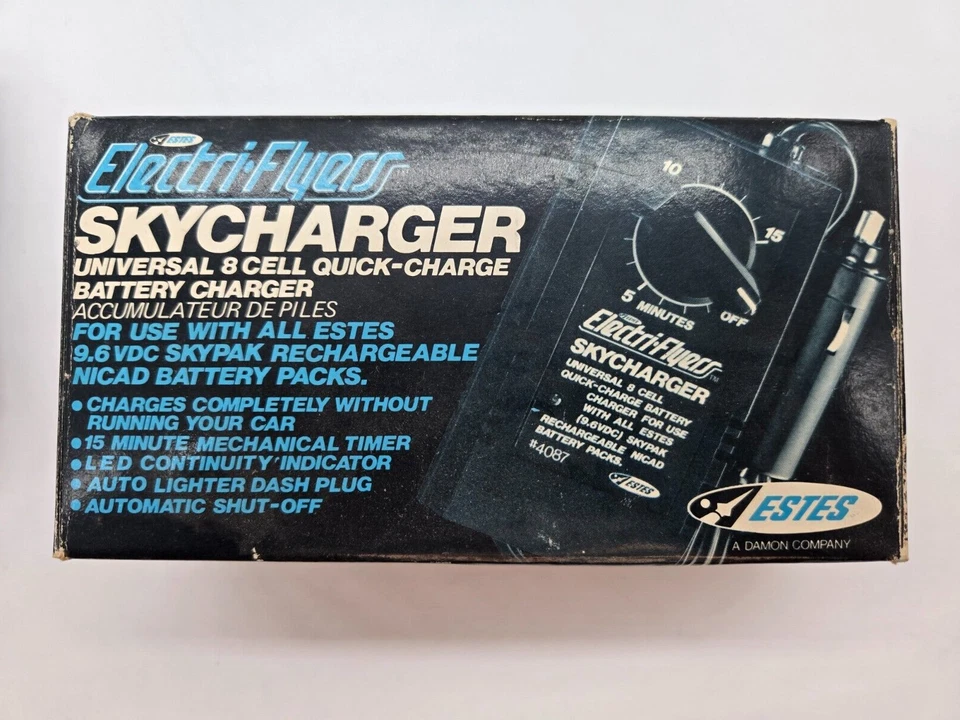 ESTES
Electri-Flyers
SKYCHARGER
UNIVERSAL 8 CELL QUICK-CHARGE
BATTERY CHARGER
ACCUMULATEUR DE PILES
FOR USE WITH ALL ESTES
9.6 VDC SKYPAK RECHARGEABLE
NICAD BATTERY PACKS.
• CHARGES COMPLETELY WITHOUT
RUNNING YOUR CAR
• 15 MINUTE MECHANICAL TIMER
• LED CONTINUITY INDICATOR
• AUTO LIGHTER DASH PLUG
• AUTOMATIC SHUT-OFF
10
15
5 MINUTES
OFF
ESTES
Electri-Flyers™
SKYCHARGER
UNIVERSAL 8 CELL
QUICK-CHARGE BATTERY
CHARGER FOR USE
WITH ALL ESTES
(9.6VDC) SKYPAK
RECHARGEABLE NICAD
BATTERY PACKS.
#4087
ESTES
ESTES
A DAMON COMPANY